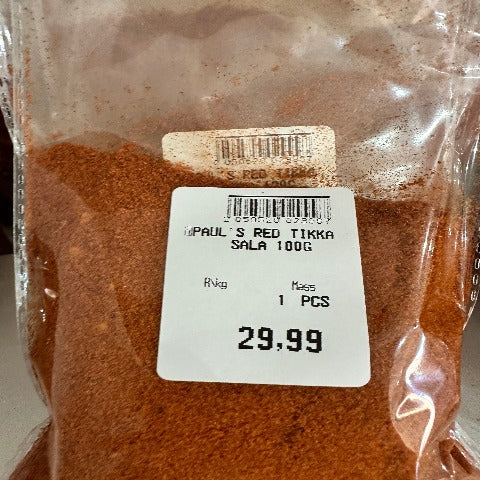 PAUL'S RED TIKKA
SALA 100G
R\kg Mass
1 PCS
29,99